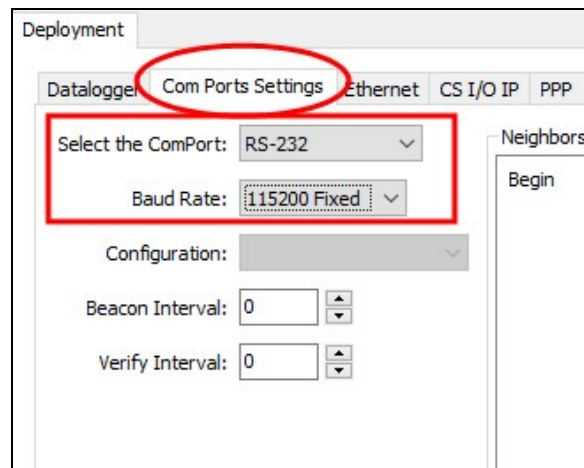 Deployment
Datalogger Com Ports Settings Ethernet CS I/O IP PPP
Select the ComPort: RS-232
Neighbors
Baud Rate: 115200 Fixed
Begin
Configuration:
Beacon Interval: 0
Verify Interval: 0